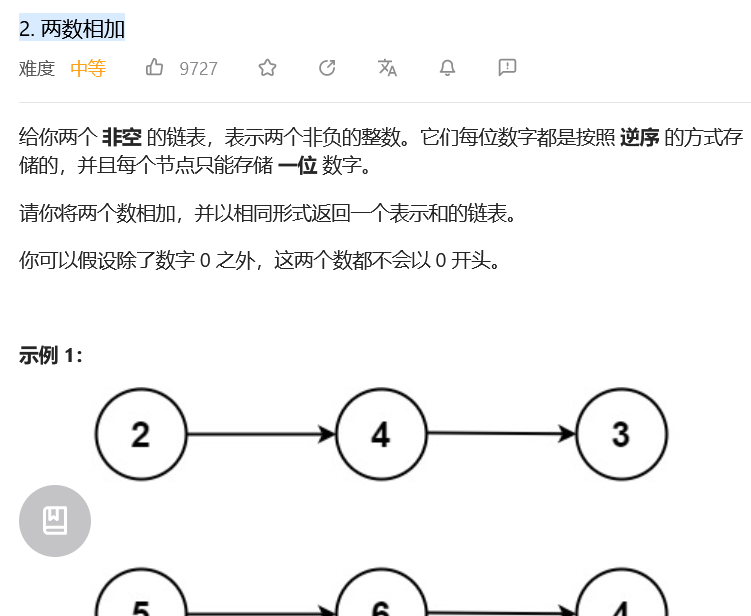 2. 两数相加
难度 中等 9727
给你两个 非空 的链表，表示两个非负的整数。它们每位数字都是按照 逆序 的方式存
储的，并且每个节点只能存储 一位 数字。
请你将两个数相加，并以相同形式返回一个表示和的链表。
你可以假设除了数字 0 之外，这两个数都不会以 0 开头。
示例 1：
2 4 3
5 6 4